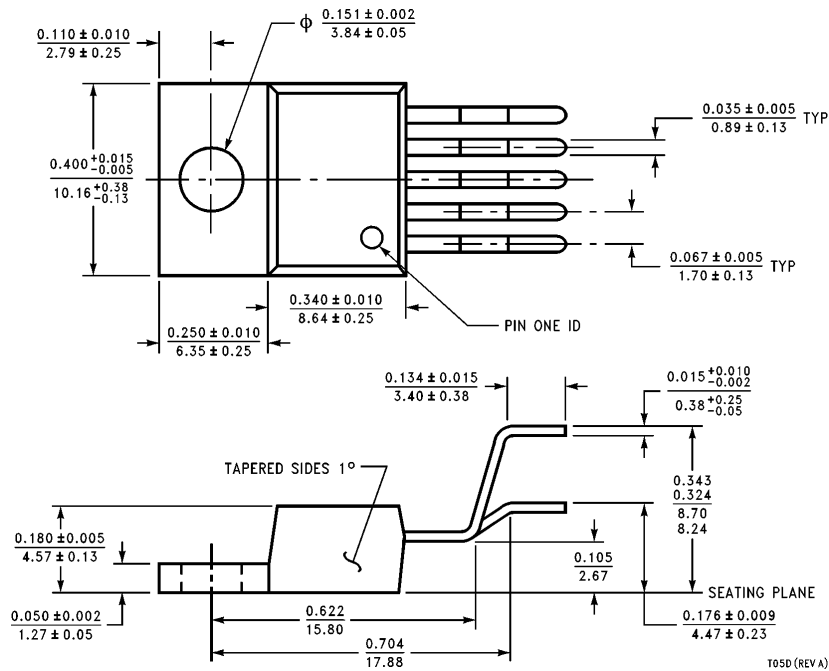 ϕ 0.151 ± 0.002
3.84 ± 0.05
0.110 ± 0.010
2.79 ± 0.25
0.035 ± 0.005 TYP
0.89 ± 0.13
0.400 +0.015 -0.005
10.16 +0.38 -0.13
0.067 ± 0.005 TYP
1.70 ± 0.13
0.340 ± 0.010
8.64 ± 0.25
PIN ONE ID
0.250 ± 0.010
6.35 ± 0.25
0.134 ± 0.015
3.40 ± 0.38
0.015 +0.010 -0.002
0.38 +0.25 -0.05
TAPERED SIDES 1°
0.343
0.324
8.70
8.24
0.180 ± 0.005
4.57 ± 0.13
0.105
2.67
SEATING PLANE
0.050 ± 0.002
1.27 ± 0.05
0.622
15.80
0.176 ± 0.009
4.47 ± 0.23
0.704
17.88
T05D (REV A)